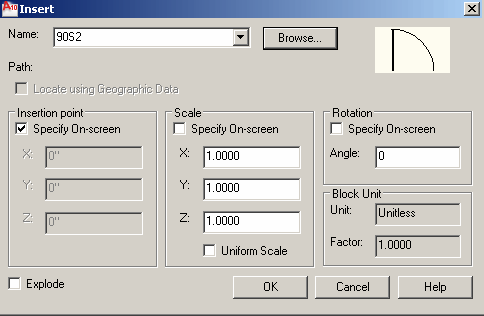 A10 Insert
Name: 90S2 Browse...
Path:
Locate using Geographic Data
Insertion point
Specify On-screen
X: 0"
Y: 0"
Z: 0"
Scale
Specify On-screen
X: 1.0000
Y: 1.0000
Z: 1.0000
Uniform Scale
Rotation
Specify On-screen
Angle: 0
Block Unit
Unit: Unitless
Factor: 1.0000
Explode
OK Cancel Help